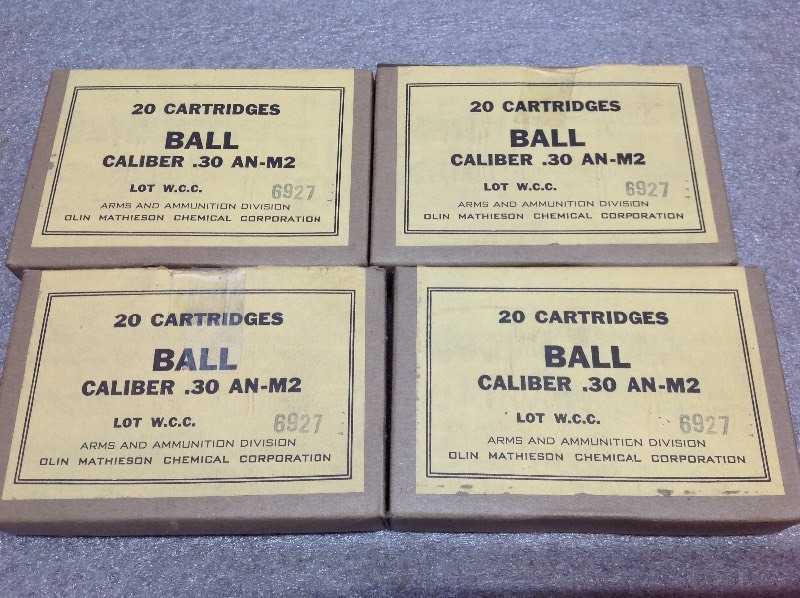 20 CARTRIDGES
BALL
CALIBER .30 AN-M2
LOT W.C.C. 6927
ARMS AND AMMUNITION DIVISION
OLIN MATHIESON CHEMICAL CORPORATION
20 CARTRIDGES
BALL
CALIBER .30 AN-M2
LOT W.C.C. 6927
ARMS AND AMMUNITION DIVISION
OLIN MATHIESON CHEMICAL CORPORATION
20 CARTRIDGES
BALL
CALIBER .30 AN-M2
LOT W.C.C. 6927
ARMS AND AMMUNITION DIVISION
OLIN MATHIESON CHEMICAL CORPORATION
20 CARTRIDGES
BALL
CALIBER .30 AN-M2
LOT W.C.C. 6927
ARMS AND AMMUNITION DIVISION
OLIN MATHIESON CHEMICAL CORPORATION